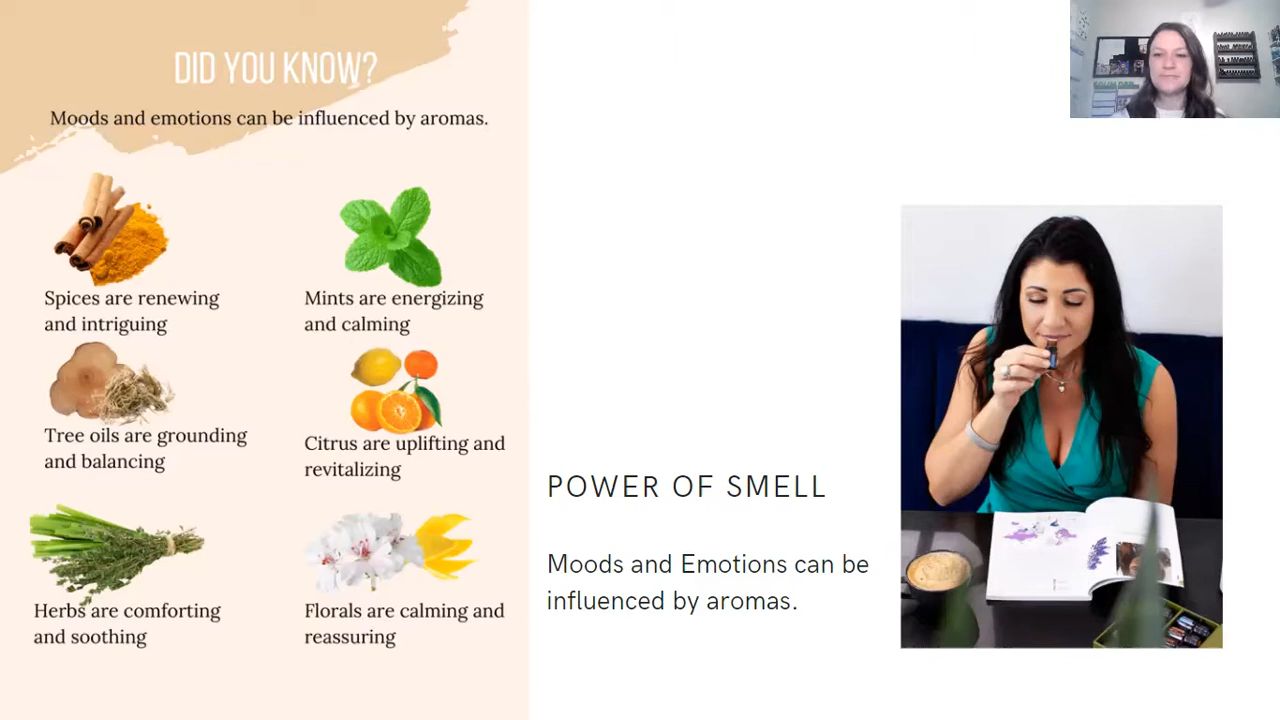 DID YOU KNOW?
Moods and emotions can be influenced by aromas.
Spices are renewing
and intriguing
Mints are energizing
and calming
Tree oils are grounding
and balancing
Citrus are uplifting and
revitalizing
Herbs are comforting
and soothing
Florals are calming and
reassuring
POWER OF SMELL
Moods and Emotions can be
influenced by aromas.